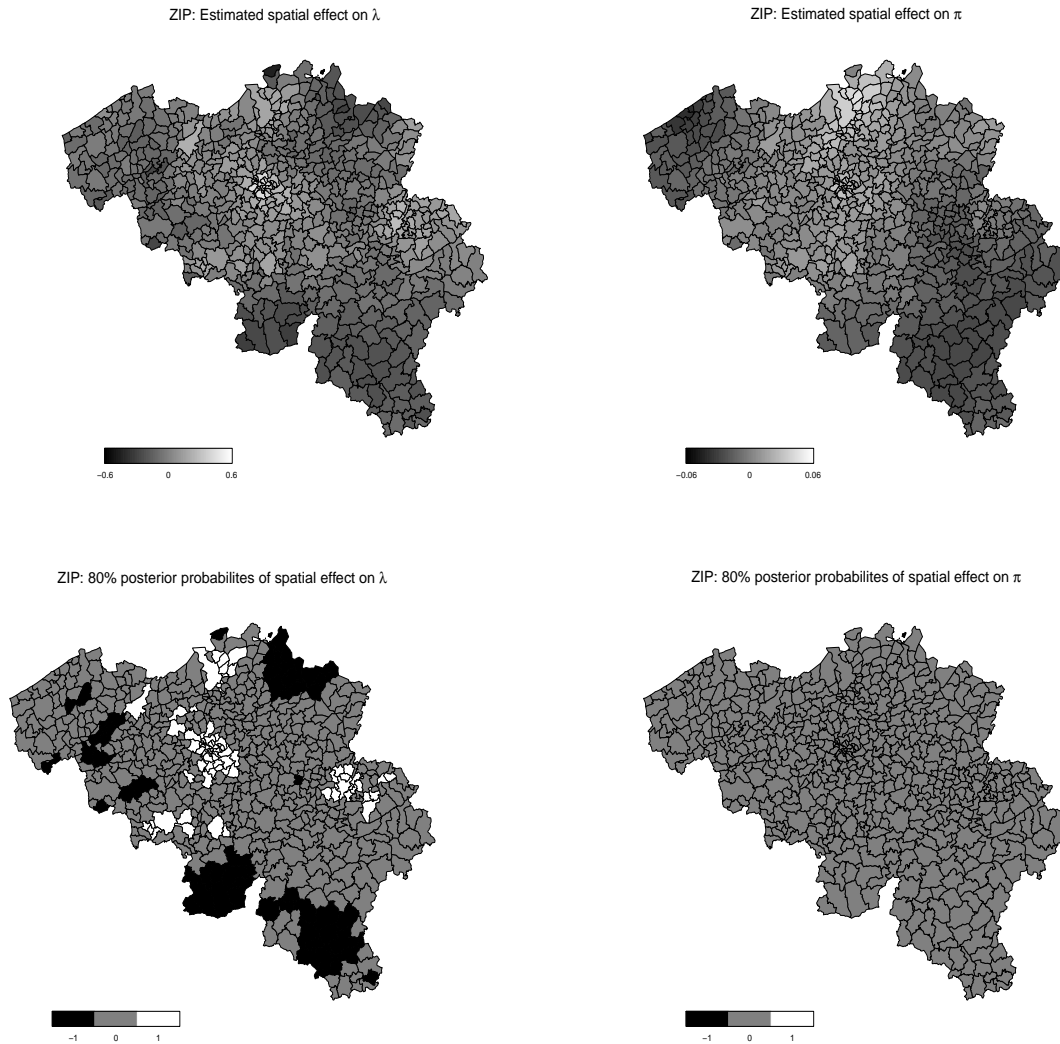 ZIP: Estimated spatial effect on λ
ZIP: Estimated spatial effect on π
−0.6 0 0.6
−0.06 0 0.06
ZIP: 80% posterior probabilites of spatial effect on λ
ZIP: 80% posterior probabilites of spatial effect on π
−1 0 1
−1 0 1